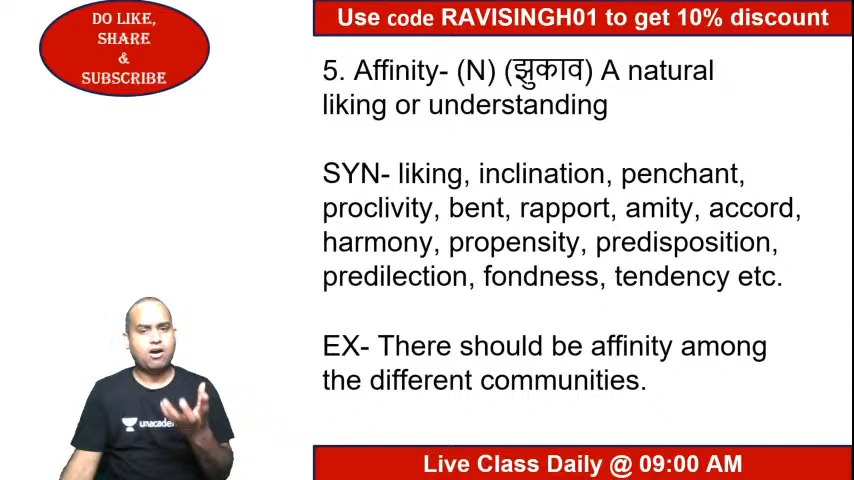 DO LIKE,
SHARE
&
SUBSCRIBE
Use code RAVISINGH01 to get 10% discount
5. Affinity- (N) (झुकाव) A natural
liking or understanding
SYN- liking, inclination, penchant,
proclivity, bent, rapport, amity, accord,
harmony, propensity, predisposition,
predilection, fondness, tendency etc.
EX- There should be affinity among
the different communities.
Live Class Daily @ 09:00 AM